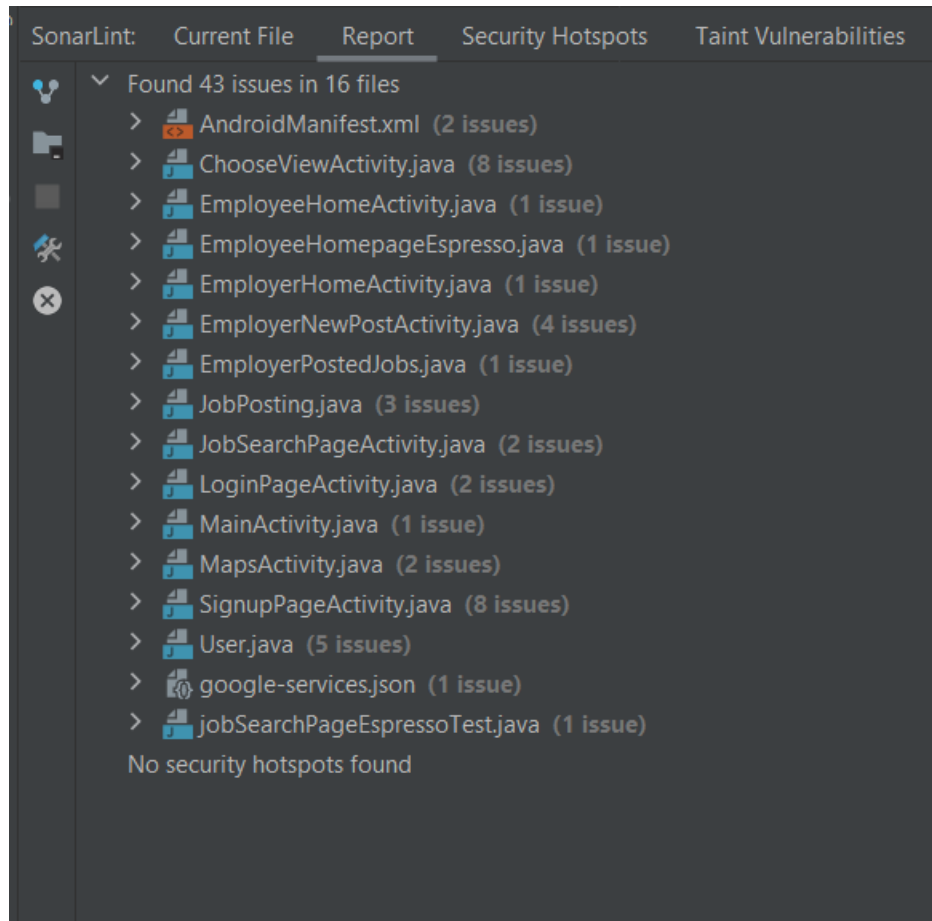 SonarLint: Current File Report Security Hotspots Taint Vulnerabilities
Found 43 issues in 16 files
AndroidManifest.xml (2 issues)
ChooseViewActivity.java (8 issues)
EmployeeHomeActivity.java (1 issue)
EmployeeHomepageEspresso.java (1 issue)
EmployerHomeActivity.java (1 issue)
EmployerNewPostActivity.java (4 issues)
EmployerPostedJobs.java (1 issue)
JobPosting.java (3 issues)
JobSearchPageActivity.java (2 issues)
LoginPageActivity.java (2 issues)
MainActivity.java (1 issue)
MapsActivity.java (2 issues)
SignupPageActivity.java (8 issues)
User.java (5 issues)
google-services.json (1 issue)
jobSearchPageEspressoTest.java (1 issue)
No security hotspots found